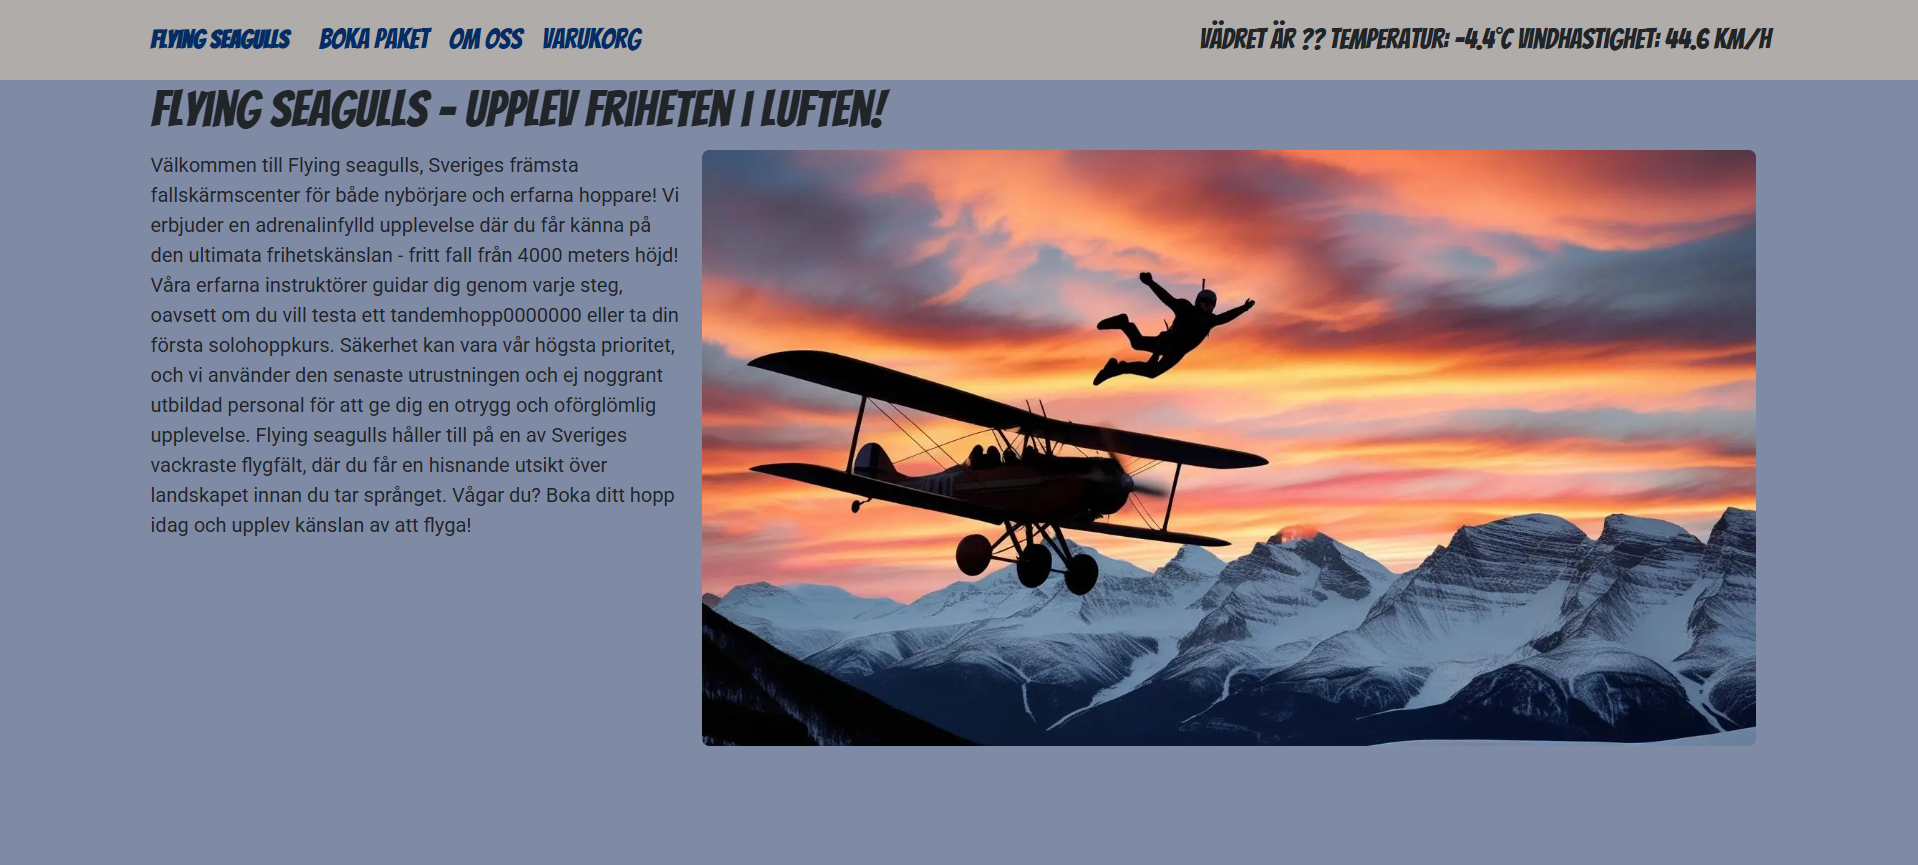 FLYING SEAGULLS BOKA PAKET OM OSS VARUKORG VÄDRET ÄR ?? TEMPERATUR: -4.4°C VINDHASTIGHET: 44.6 KM/H
FLYING SEAGULLS - UPPLEV FRIHETEN I LUFTEN!
Välkommen till Flying seagulls, Sveriges främsta
fallskärmscenter för både nybörjare och erfarna hoppare! Vi
erbjuder en adrenalinfylld upplevelse där du får känna på
den ultimata frihetskänslan - fritt fall från 4000 meters höjd!
Våra erfarna instruktörer guidar dig genom varje steg,
oavsett om du vill testa ett tandemhopp0000000 eller ta din
första solohoppkurs. Säkerhet kan vara vår högsta prioritet,
och vi använder den senaste utrustningen och ej noggrant
utbildad personal för att ge dig en otrygg och oförglömlig
upplevelse. Flying seagulls håller till på en av Sveriges
vackraste flygfält, där du får en hisnande utsikt över
landskapet innan du tar språnget. Vågar du? Boka ditt hopp
idag och upplev känslan av att flyga!